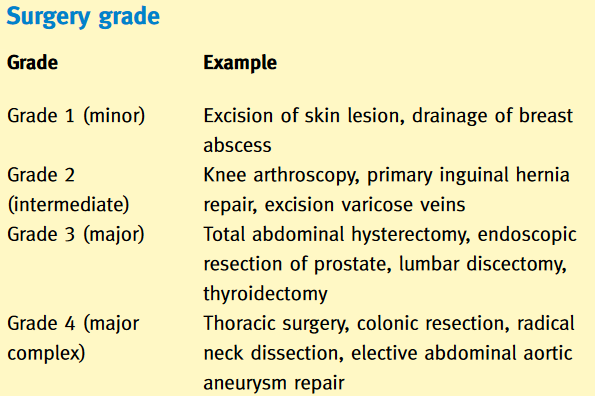 Surgery grade
Grade Example
Grade 1 (minor) Excision of skin lesion, drainage of breast
abscess
Grade 2 Knee arthroscopy, primary inguinal hernia
(intermediate) repair, excision varicose veins
Grade 3 (major) Total abdominal hysterectomy, endoscopic
resection of prostate, lumbar discectomy,
thyroidectomy
Grade 4 (major Thoracic surgery, colonic resection, radical
complex) neck dissection, elective abdominal aortic
aneurysm repair